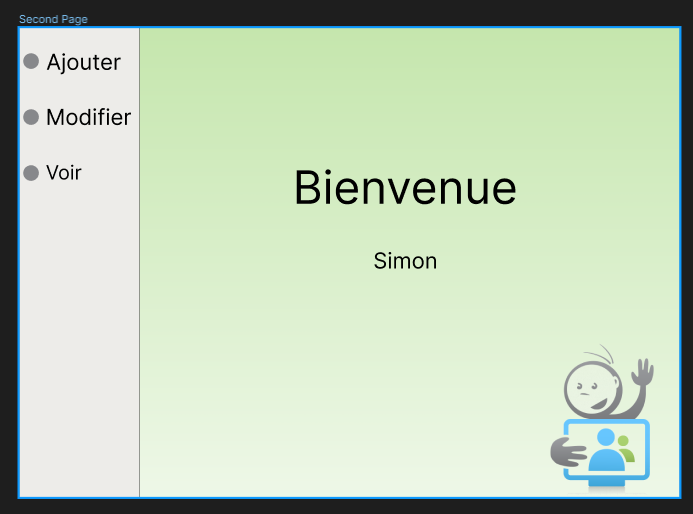 Second Page
Ajouter
Modifier
Voir
Bienvenue
Simon